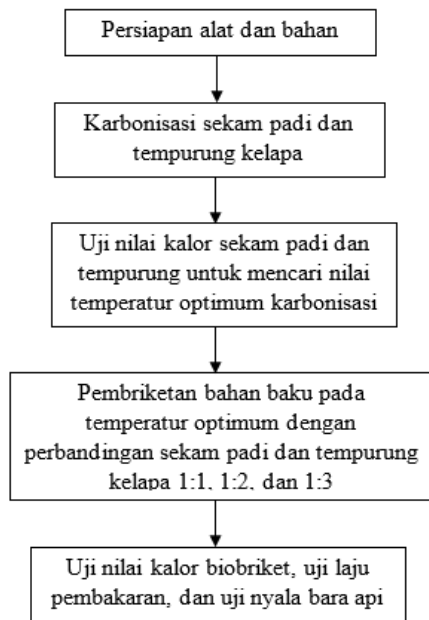 Persiapan alat dan bahan
Karbonisasi sekam padi dan
tempurung kelapa
Uji nilai kalor sekam padi dan
tempurung untuk mencari nilai
temperatur optimum karbonisasi
Pembriketan bahan baku pada
temperatur optimum dengan
perbandingan sekam padi dan tempurung
kelapa 1:1, 1:2, dan 1:3
Uji nilai kalor biobriket, uji laju
pembakaran, dan uji nyala bara api